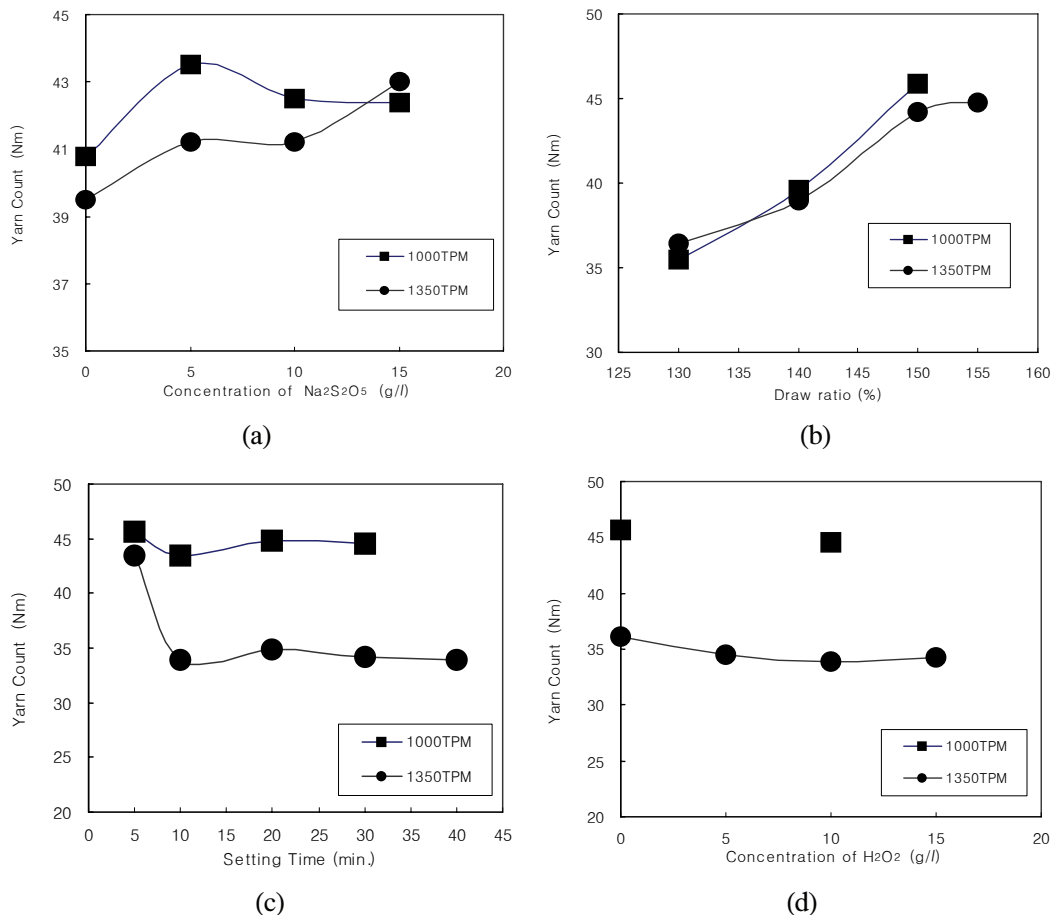 45
43
41
39
37
35
Yarn Count (Nm)
0 5 10 15 20
Concentration of Na2S2O5 (g/l)
1000TPM
1350TPM
(a)
50
45
40
35
30
Yarn Count (Nm)
125 130 135 140 145 150 155 160
Draw ratio (%)
1000TPM
1350TPM
(b)
50
45
40
35
33
25
20
Yarn Count (Nm)
0 5 10 15 20 25 30 35 40 45
Setting Time (min.)
1000TPM
1350TPM
(c)
50
45
40
35
33
25
20
Yarn Count (Nm)
0 5 10 15 20
Concentration of H2O2 (g/l)
1000TPM
1350TPM
(d)